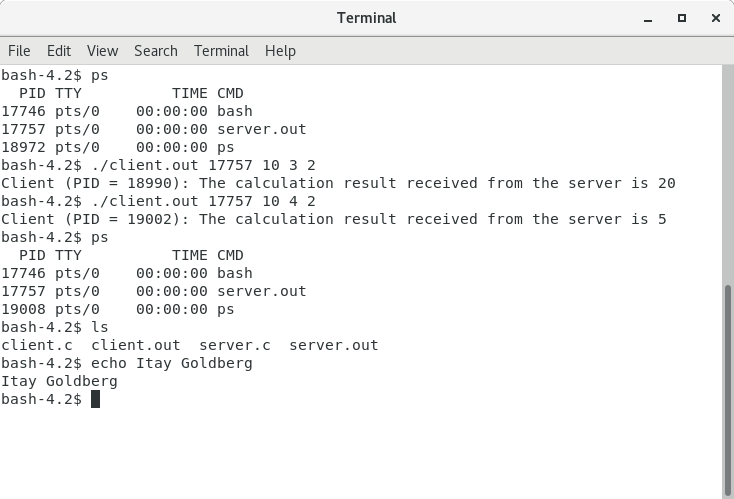 Terminal
File Edit View Search Terminal Help
bash-4.2$ ps
  PID TTY          TIME CMD
17746 pts/0    00:00:00 bash
17757 pts/0    00:00:00 server.out
18972 pts/0    00:00:00 ps
bash-4.2$ ./client.out 17757 10 3 2
Client (PID = 18990): The calculation result received from the server is 20
bash-4.2$ ./client.out 17757 10 4 2
Client (PID = 19002): The calculation result received from the server is 5
bash-4.2$ ps
  PID TTY          TIME CMD
17746 pts/0    00:00:00 bash
17757 pts/0    00:00:00 server.out
19008 pts/0    00:00:00 ps
bash-4.2$ ls
client.c  client.out  server.c  server.out
bash-4.2$ echo Itay Goldberg
Itay Goldberg
bash-4.2$